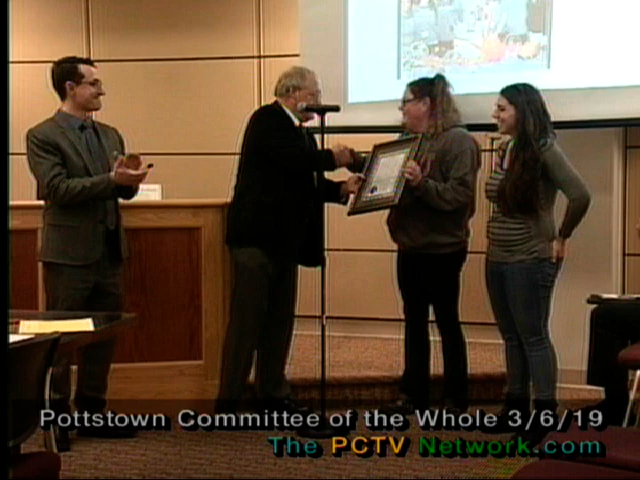 Pottstown Committee of the Whole 3/6/19
The PCTV Network.com